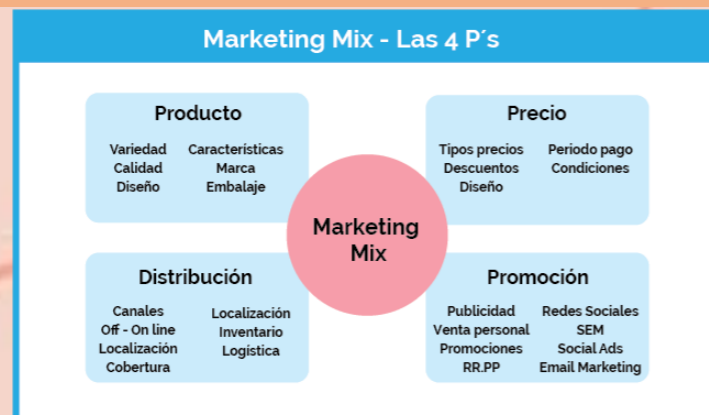 Marketing Mix - Las 4 P´s
Producto
Variedad
Calidad
Diseño
Características
Marca
Embalaje
Precio
Tipos precios
Descuentos
Diseño
Periodo pago
Condiciones
Marketing
Mix
Distribución
Canales
Off - On line
Localización
Cobertura
Localización
Inventario
Logística
Promoción
Publicidad
Venta personal
Promociones
RR.PP
Redes Sociales
SEM
Social Ads
Email Marketing